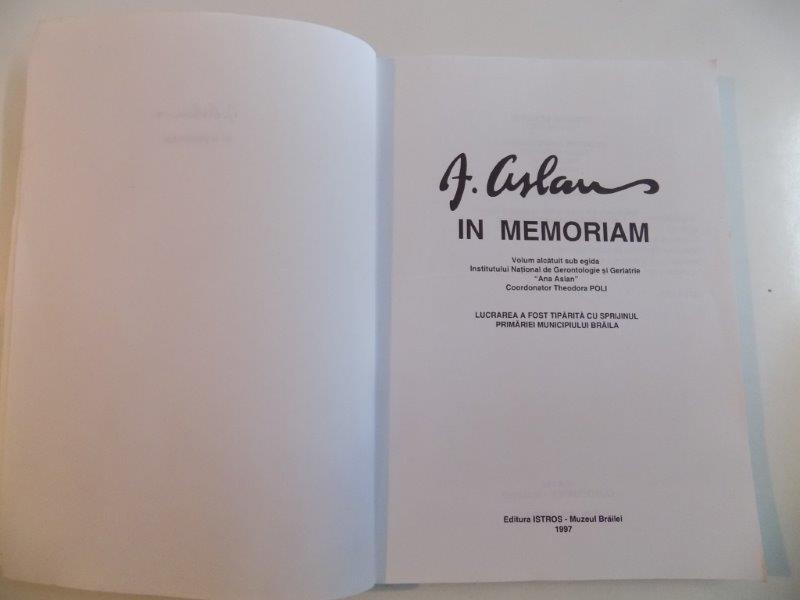 A. Aslan
IN MEMORIAM
Volum alcătuit sub egida
Institutului Național de Gerontologie și Geriatrie
"Ana Aslan"
Coordonator Theodora POLI
LUCRAREA A FOST TIPĂRITĂ CU SPRIJINUL
PRIMĂRIEI MUNICIPIULUI BRĂILA
Editura ISTROS - Muzeul Brăilei
1997